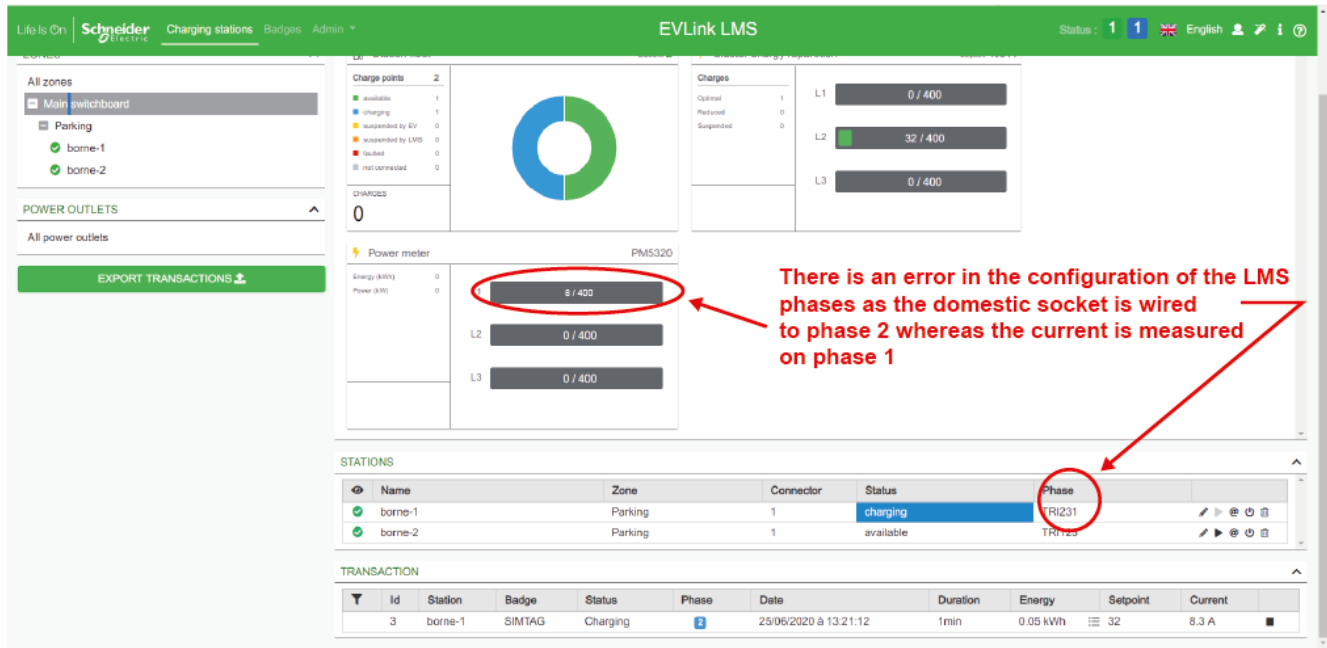 Life Is On Schneider Electric Charging stations Badges Admin EVLink LMS Status : 1 1 English i
ZONES
All zones
Main switchboard
Parking
borne-1
borne-2
POWER OUTLETS
All power outlets
EXPORT TRANSACTIONS
Charge points 2
available 1
charging 1
suspended by EV 0
suspended by LMS 0
faulted 0
not connected 0
CHARGES
0
Charges
Optimal 1
Reduced 0
Suspended 0
L1 0 / 400
L2 32 / 400
L3 0 / 400
Power meter PM5320
Energy (kWh) 0
Power (kW) 0
1 8 / 400
L2 0 / 400
L3 0 / 400
There is an error in the configuration of the LMS
phases as the domestic socket is wired
to phase 2 whereas the current is measured
on phase 1
STATIONS
Name Zone Connector Status Phase
borne-1 Parking 1 charging TRI231
borne-2 Parking 1 available TRI123
TRANSACTION
Id Station Badge Status Phase Date Duration Energy Setpoint Current
3 borne-1 SIMTAG Charging 2 25/06/2020 à 13:21:12 1min 0.05 kWh 32 8.3 A